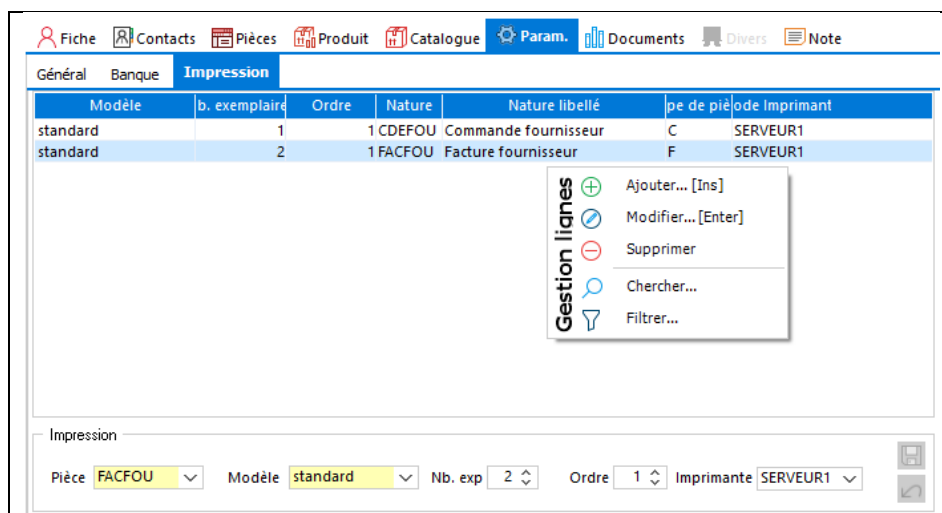 Fiche Contacts Pièces Produit Catalogue Param. Documents Divers Note
Général Banque Impression
Modèle b. exemplaire Ordre Nature Nature libellé pe de piè ode Imprimant
standard 1 1 CDEFOU Commande fournisseur C SERVEUR1
standard 2 1 FACFOU Facture fournisseur F SERVEUR1
Gestion lignes
Ajouter... [Ins]
Modifier... [Enter]
Supprimer
Chercher...
Filtrer...
Impression
Pièce FACFOU Modèle standard Nb. exp 2 Ordre 1 Imprimante SERVEUR1